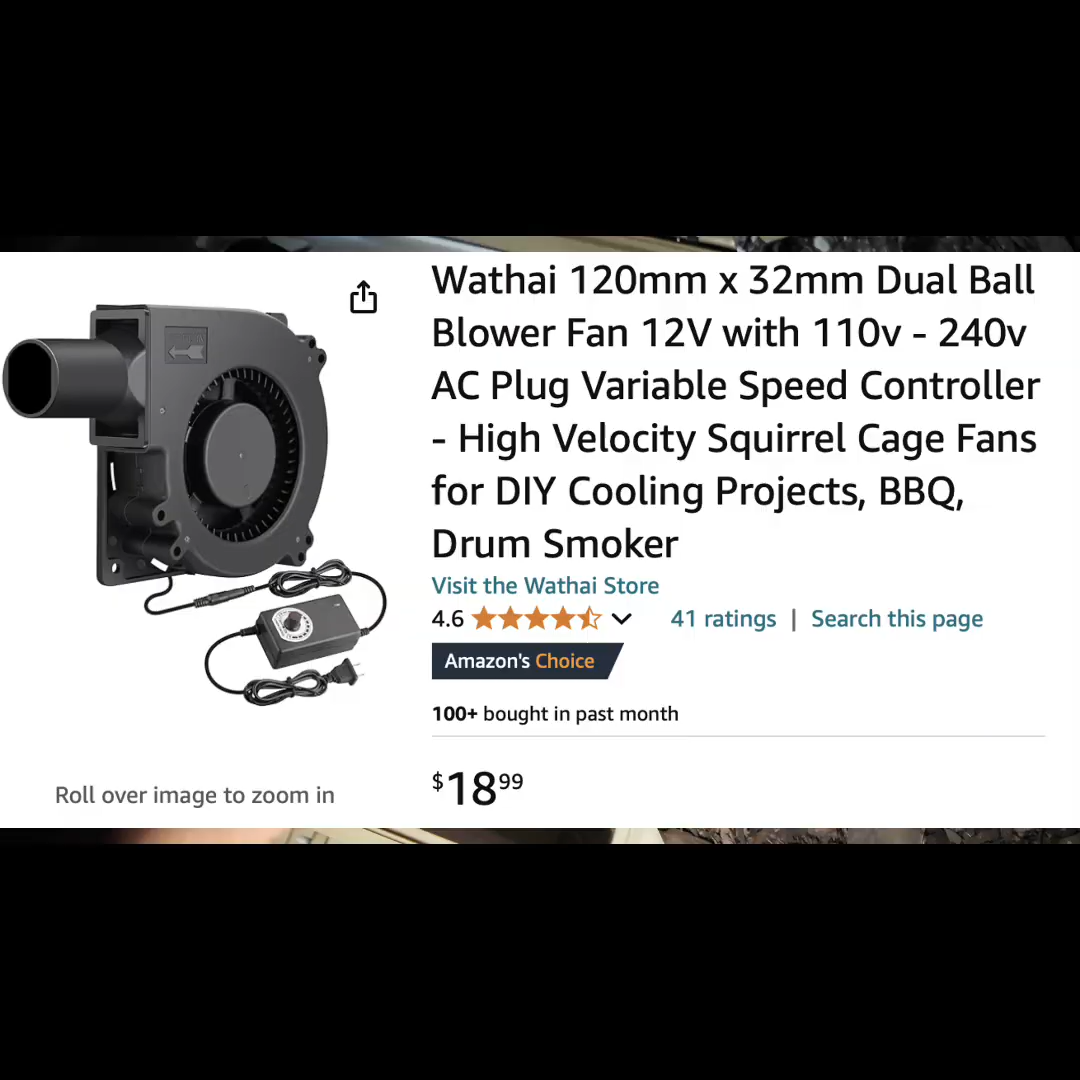 Wathai 120mm x 32mm Dual Ball
Blower Fan 12V with 110v - 240v
AC Plug Variable Speed Controller
- High Velocity Squirrel Cage Fans
for DIY Cooling Projects, BBQ,
Drum Smoker
Visit the Wathai Store
4.6 41 ratings | Search this page
Amazon's Choice
100+ bought in past month
$18.99
Roll over image to zoom in